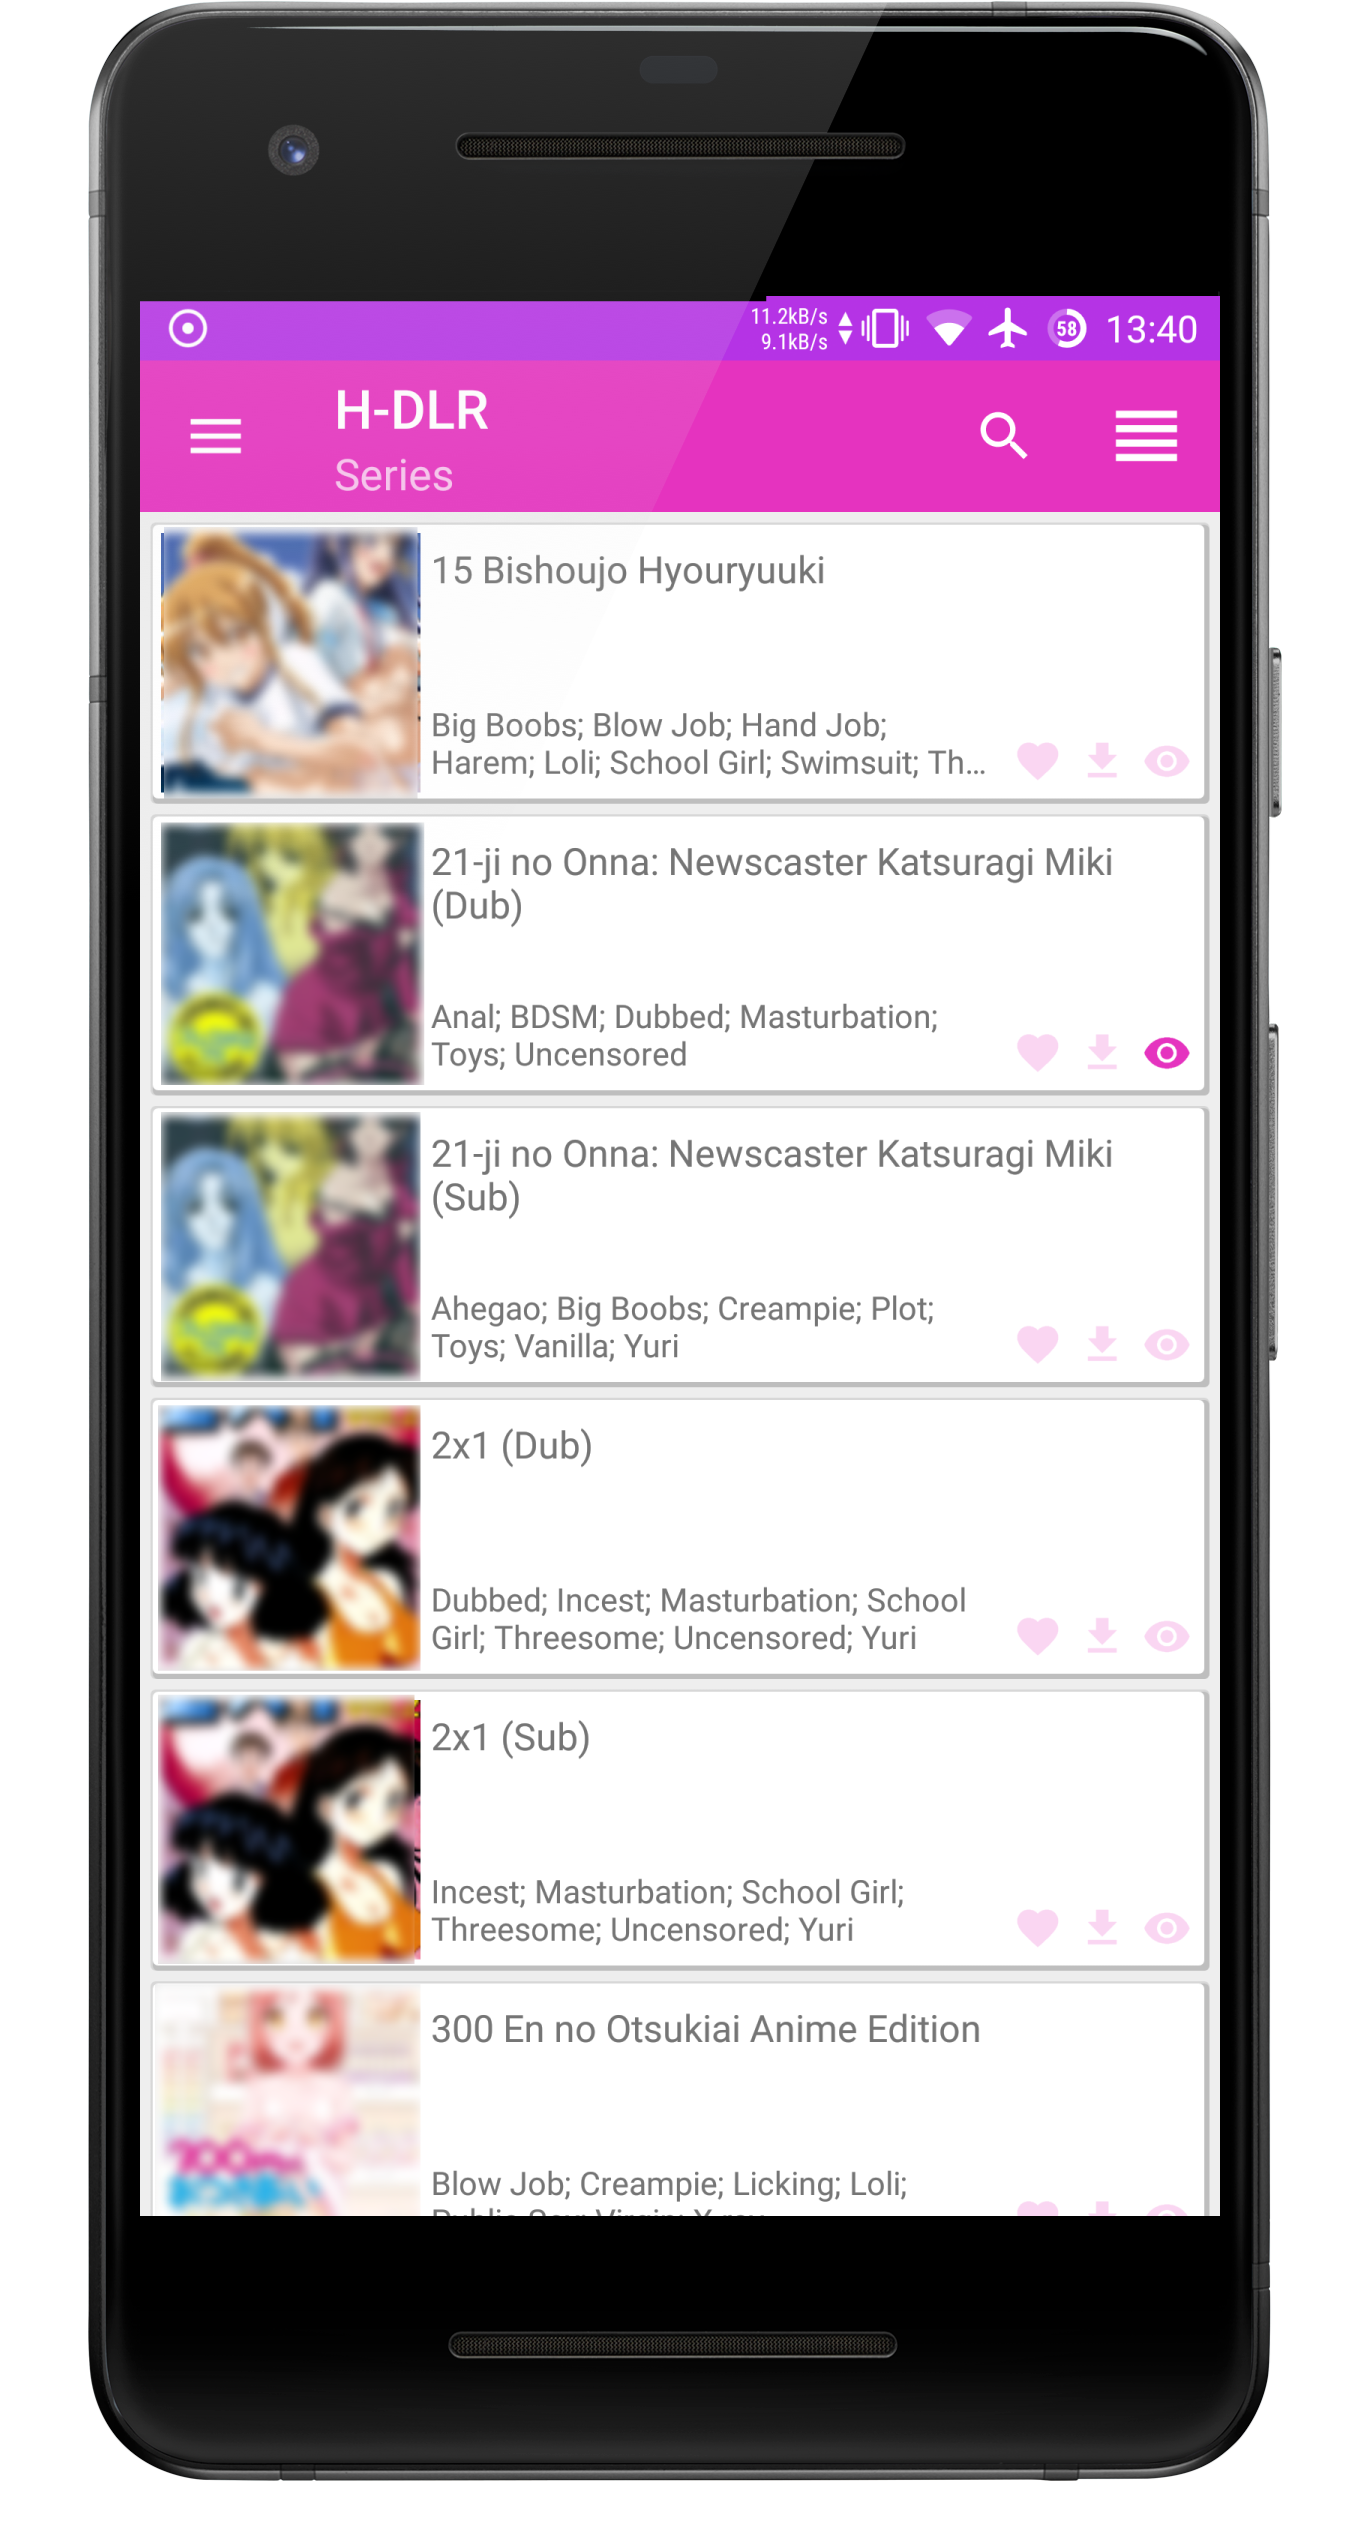 11.2kB/s
9.1kB/s
58
13:40
H-DLR
Series
15 Bishoujo Hyouryuuki
Big Boobs; Blow Job; Hand Job;
Harem; Loli; School Girl; Swimsuit; Th...
21-ji no Onna: Newscaster Katsuragi Miki
(Dub)
Anal; BDSM; Dubbed; Masturbation;
Toys; Uncensored
21-ji no Onna: Newscaster Katsuragi Miki
(Sub)
Ahegao; Big Boobs; Creampie; Plot;
Toys; Vanilla; Yuri
2x1 (Dub)
Dubbed; Incest; Masturbation; School
Girl; Threesome; Uncensored; Yuri
2x1 (Sub)
Incest; Masturbation; School Girl;
Threesome; Uncensored; Yuri
300 En no Otsukiai Anime Edition
Blow Job; Creampie; Licking; Loli;